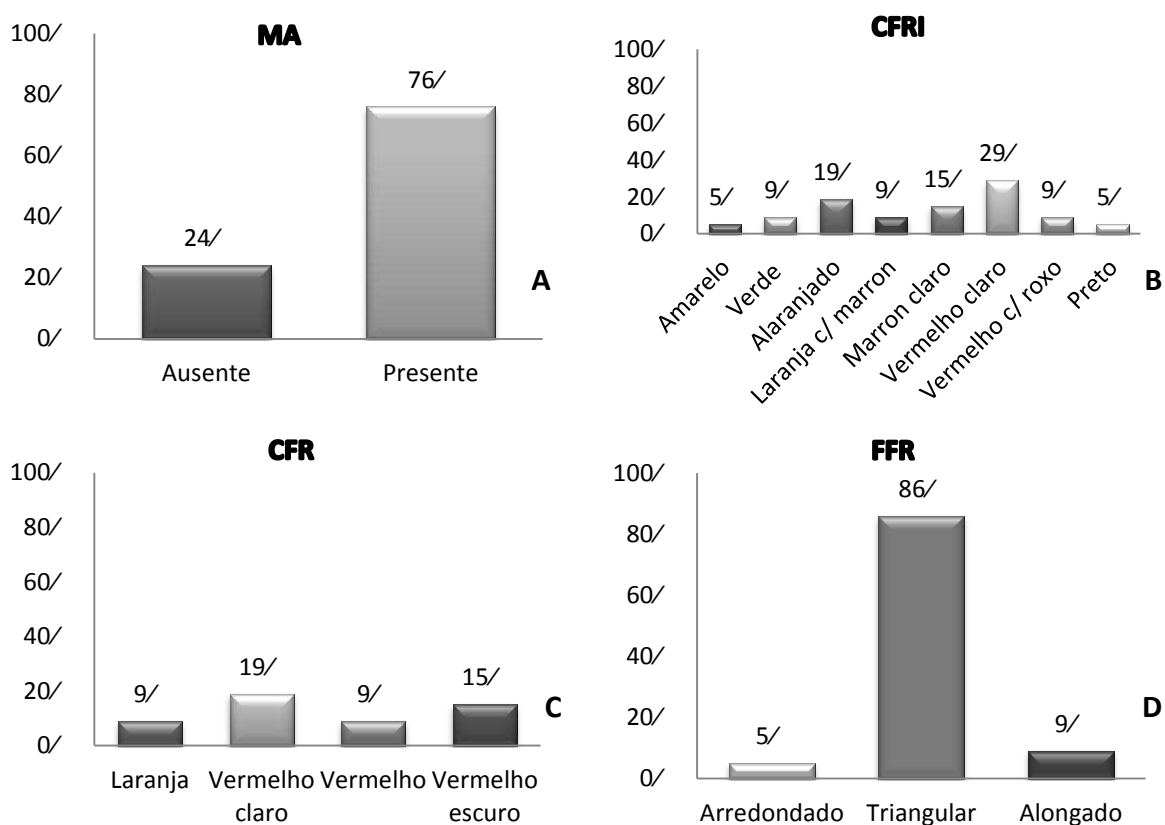 MA
100/
80/
60/
40/
20/
0/
24/
76/
Ausente
Presente
A
CFRI
100/
80/
60/
40/
20/
0/
5/
9/
19/
9/
15/
29/
9/
5/
Amarelo
Verde
Alaranjado
Laranja c/ marron
Marron claro
Vermelho claro
Vermelho c/ roxo
Preto
B
CFR
100/
80/
60/
40/
20/
0/
9/
19/
9/
15/
Laranja
Vermelho
claro
Vermelho
Vermelho
escuro
C
FFR
100/
80/
60/
40/
20/
0/
5/
86/
9/
Arredondado
Triangular
Alongado
D